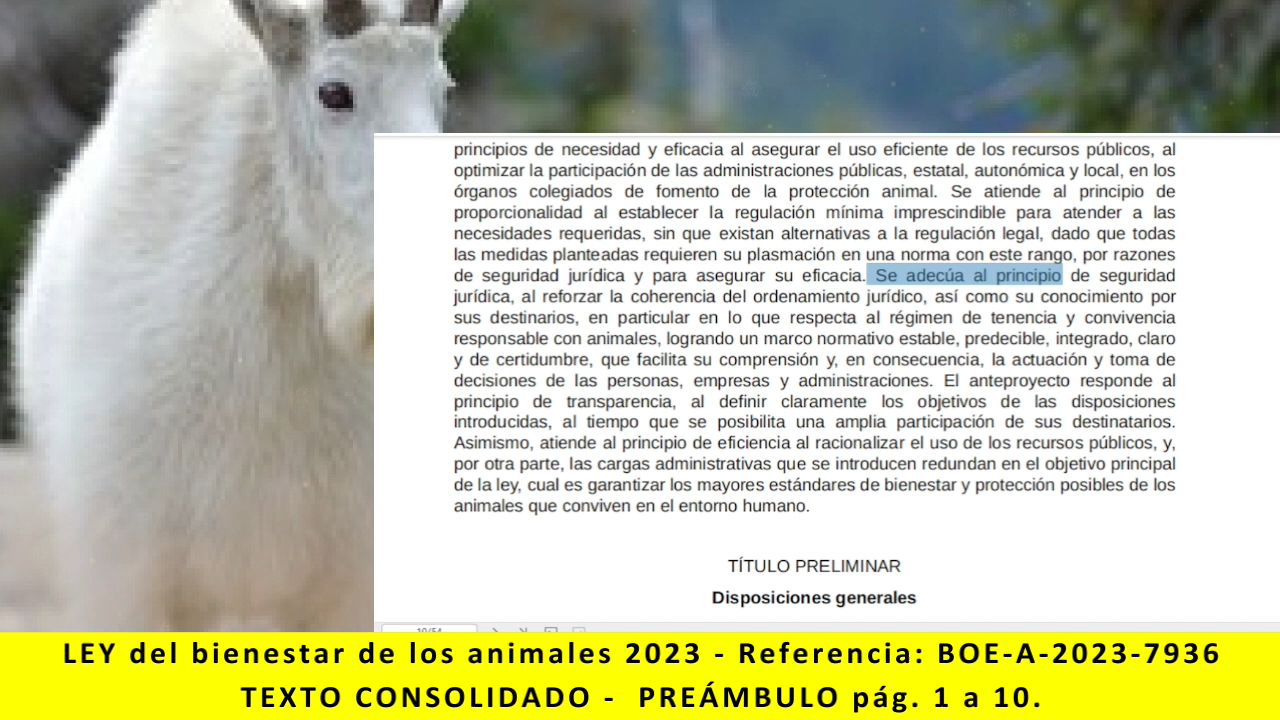 principios de necesidad y eficacia al asegurar el uso eficiente de los recursos públicos, al
optimizar la participación de las administraciones públicas, estatal, autonómica y local, en los
órganos colegiados de fomento de la protección animal. Se atiende al principio de
proporcionalidad al establecer la regulación mínima imprescindible para atender a las
necesidades requeridas, sin que existan alternativas a la regulación legal, dado que todas
las medidas planteadas requieren su plasmación en una norma con este rango, por razones
de seguridad jurídica y para asegurar su eficacia. Se adecúa al principio de seguridad
jurídica, al reforzar la coherencia del ordenamiento jurídico, así como su conocimiento por
sus destinarios, en particular en lo que respecta al régimen de tenencia y convivencia
responsable con animales, logrando un marco normativo estable, predecible, integrado, claro
y de certidumbre, que facilita su comprensión y, en consecuencia, la actuación y toma de
decisiones de las personas, empresas y administraciones. El anteproyecto responde al
principio de transparencia, al definir claramente los objetivos de las disposiciones
introducidas, al tiempo que se posibilita una amplia participación de sus destinatarios.
Asimismo, atiende al principio de eficiencia al racionalizar el uso de los recursos públicos, y,
por otra parte, las cargas administrativas que se introducen redundan en el objetivo principal
de la ley, cual es garantizar los mayores estándares de bienestar y protección posibles de los
animales que conviven en el entorno humano.
TÍTULO PRELIMINAR
Disposiciones generales
LEY del bienestar de los animales 2023 - Referencia: BOE-A-2023-7936
TEXTO CONSOLIDADO - PREÁMBULO pág. 1 a 10.